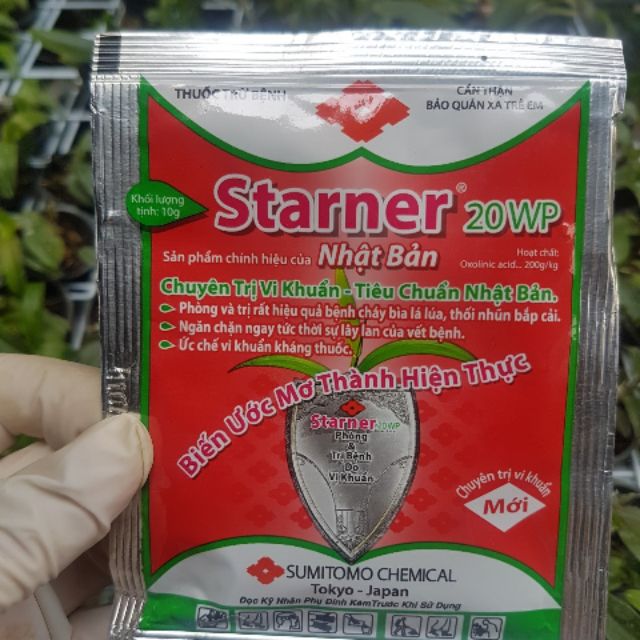 THUỐC TRỪ BỆNH
CẨN THẬN
BẢO QUẢN XA TRẺ EM
Khối lượng
tịnh: 10g
Starner® 20WP
Sản phẩm chính hiệu của Nhật Bản
Hoạt chất:
Oxolinic acid... 200g/kg
Chuyên Trị Vi Khuẩn - Tiêu Chuẩn Nhật Bản.
Phòng và trị rất hiệu quả bệnh cháy bìa lá lúa, thối nhũn bắp cải.
Ngăn chặn ngay tức thời sự lây lan của vết bệnh.
Ức chế vi khuẩn kháng thuốc.
Biến Ước Mơ Thành Hiện Thực
Starner 20WP
Phòng
&
Trị Bệnh
Do
Vi Khuẩn
Chuyên trị vi khuẩn
Mới
SUMITOMO CHEMICAL
Tokyo - Japan
Đọc Kỹ Nhãn Phụ Đính Kèm Trước Khi Sử Dụng